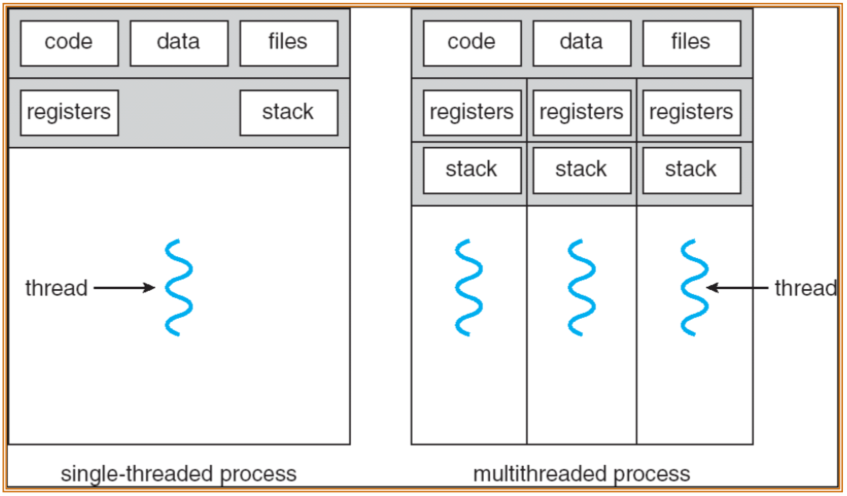 code data files
registers stack
thread
single-threaded process
code data files
registers registers registers
stack stack stack
thread
multithreaded process